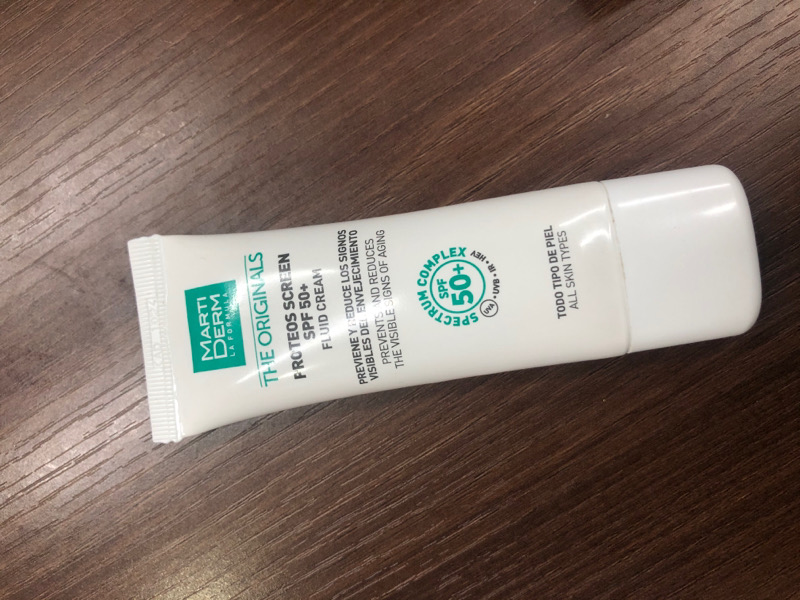 MARTI
DERM
LA FORMULA
THE ORIGINALS
PROTEOS SCREEN
SPF 50+
FLUID CREAM
PREVIENE Y REDUCE LOS SIGNOS
VISIBLES DEL ENVEJECIMIENTO
PREVENTS AND REDUCES
THE VISIBLE SIGNS OF AGING
SPECTRUM COMPLEX
SPF
50+
UVA • UVB • IR • HEV
TODO TIPO DE PIEL
ALL SKIN TYPES